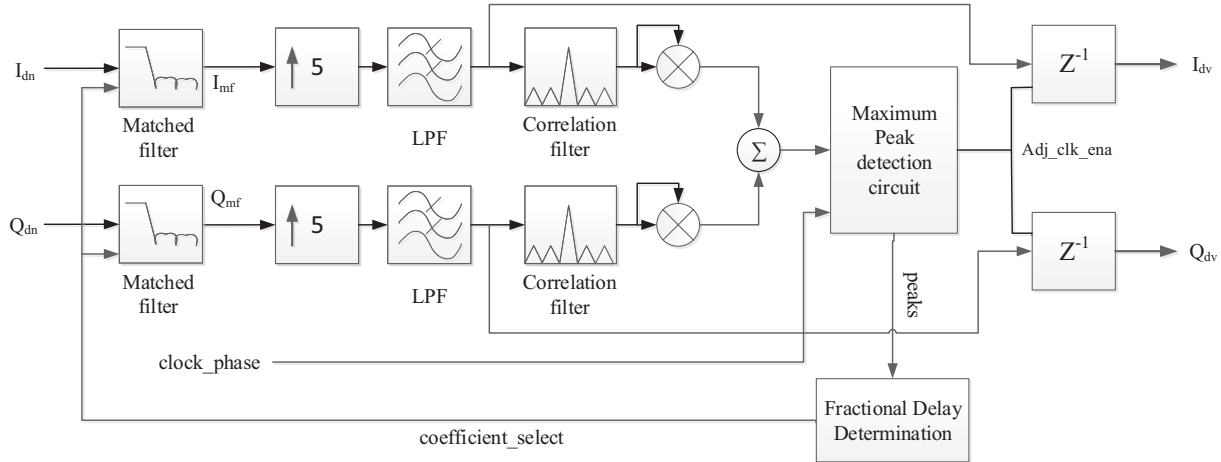 I_dn
Matched
filter
I_mf
5
LPF
Correlation
filter
Σ
Maximum
Peak
detection
circuit
Z^-1
I_dv
Adj_clk_ena
Q_dn
Matched
filter
Q_mf
5
LPF
Correlation
filter
Z^-1
Q_dv
peaks
clock_phase
Fractional Delay
Determination
coefficient_select